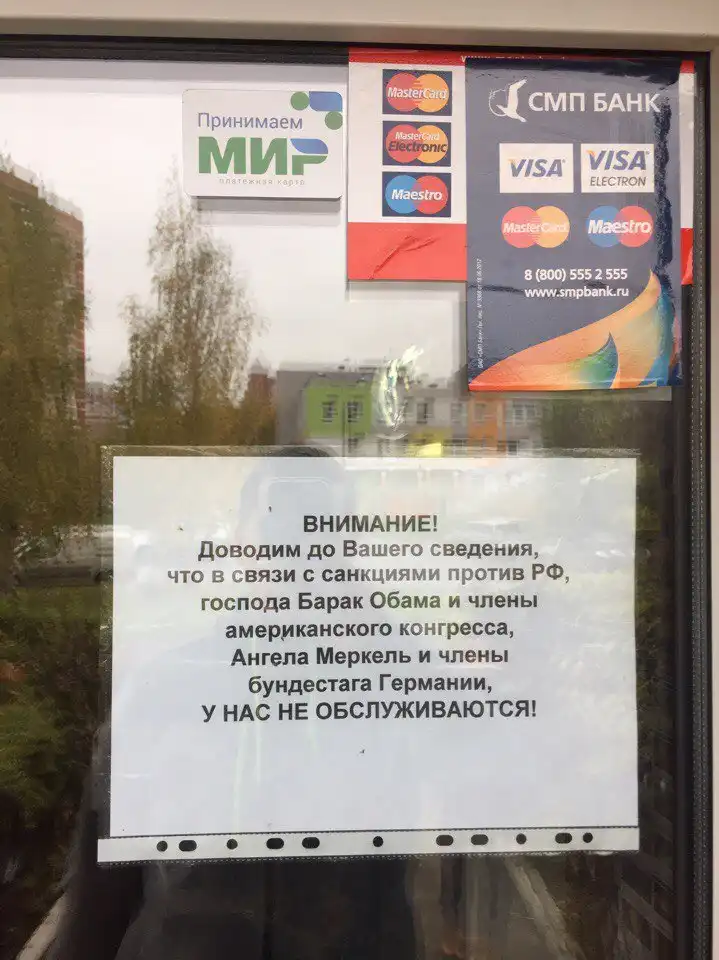 Принимаем
МИР
платежная карта
MasterCard
MasterCard
Electronic
Maestro
СМП БАНК
VISA
VISA
ELECTRON
MasterCard
Maestro
8 (800) 555 2 555
www.smpbank.ru
ВНИМАНИЕ!
Доводим до Вашего сведения,
что в связи с санкциями против РФ,
господа Барак Обама и члены
американского конгресса,
Ангела Меркель и члены
бундестага Германии,
У НАС НЕ ОБСЛУЖИВАЮТСЯ!